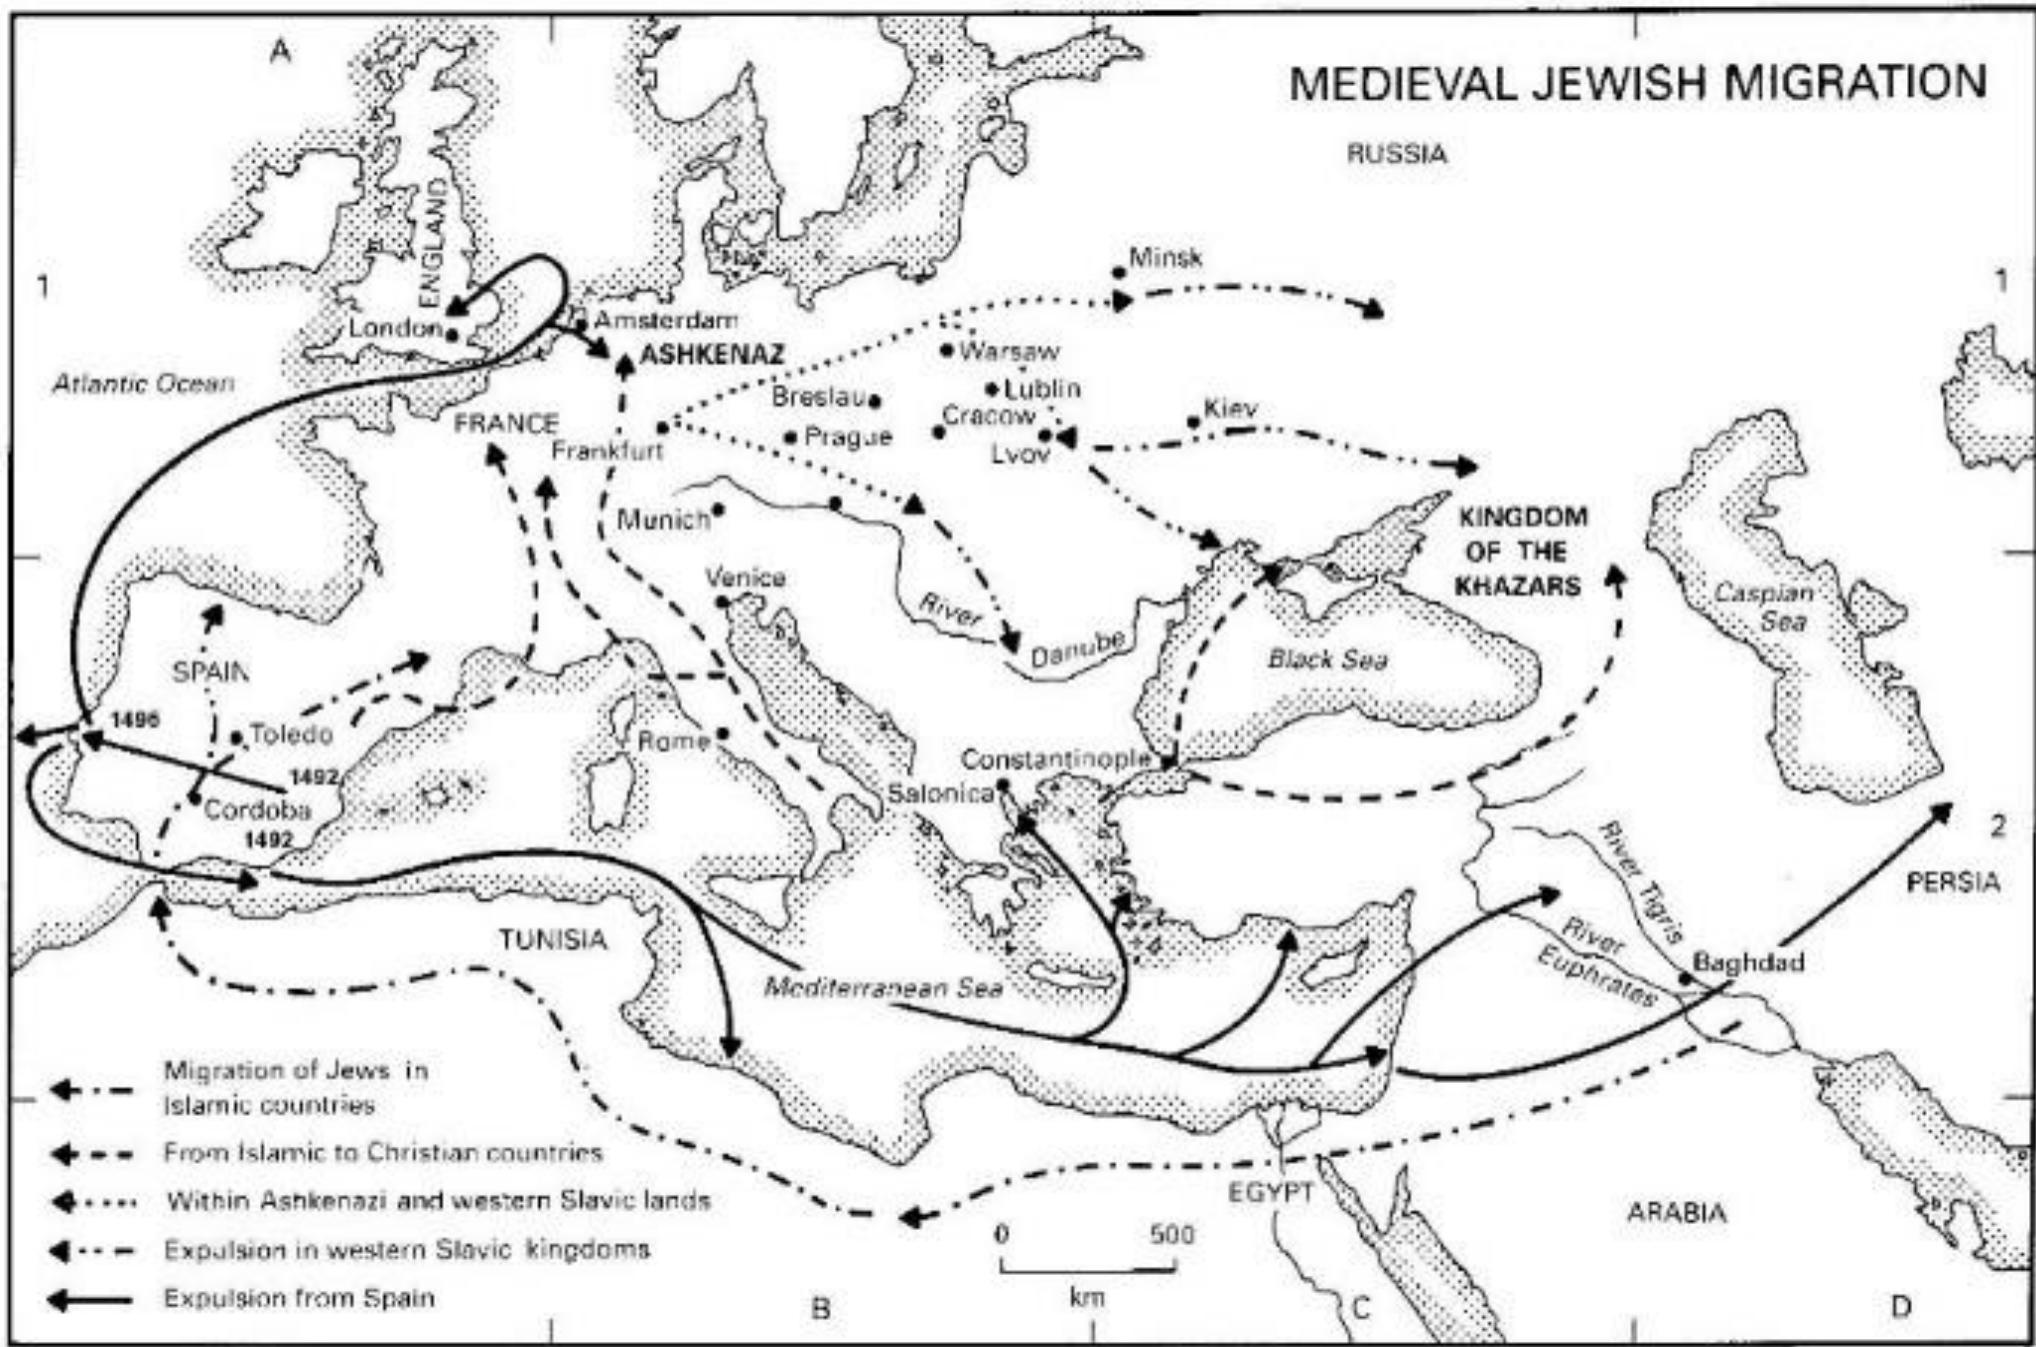 A
MEDIEVAL JEWISH MIGRATION
RUSSIA
ENGLAND
1
1
Minsk
London
Amsterdam
ASHKENAZ
Warsaw
Atlantic Ocean
Breslau
Lublin
FRANCE
Cracow
Kiev
Frankfurt
Prague
Lvov
Munich
KINGDOM
OF THE
KHAZARS
Venice
River
Danube
Caspian
Sea
SPAIN
Black Sea
1496
Toledo
Rome
Constantinople
1492
Salonica
Cordoba
1492
2
River Tigris
PERSIA
TUNISIA
River
Euphrates
Baghdad
Mediterranean Sea
Migration of Jews in
Islamic countries
From Islamic to Christian countries
Within Ashkenazi and western Slavic lands
EGYPT
ARABIA
Expulsion in western Slavic kingdoms
0 500
km
Expulsion from Spain
B
C
D